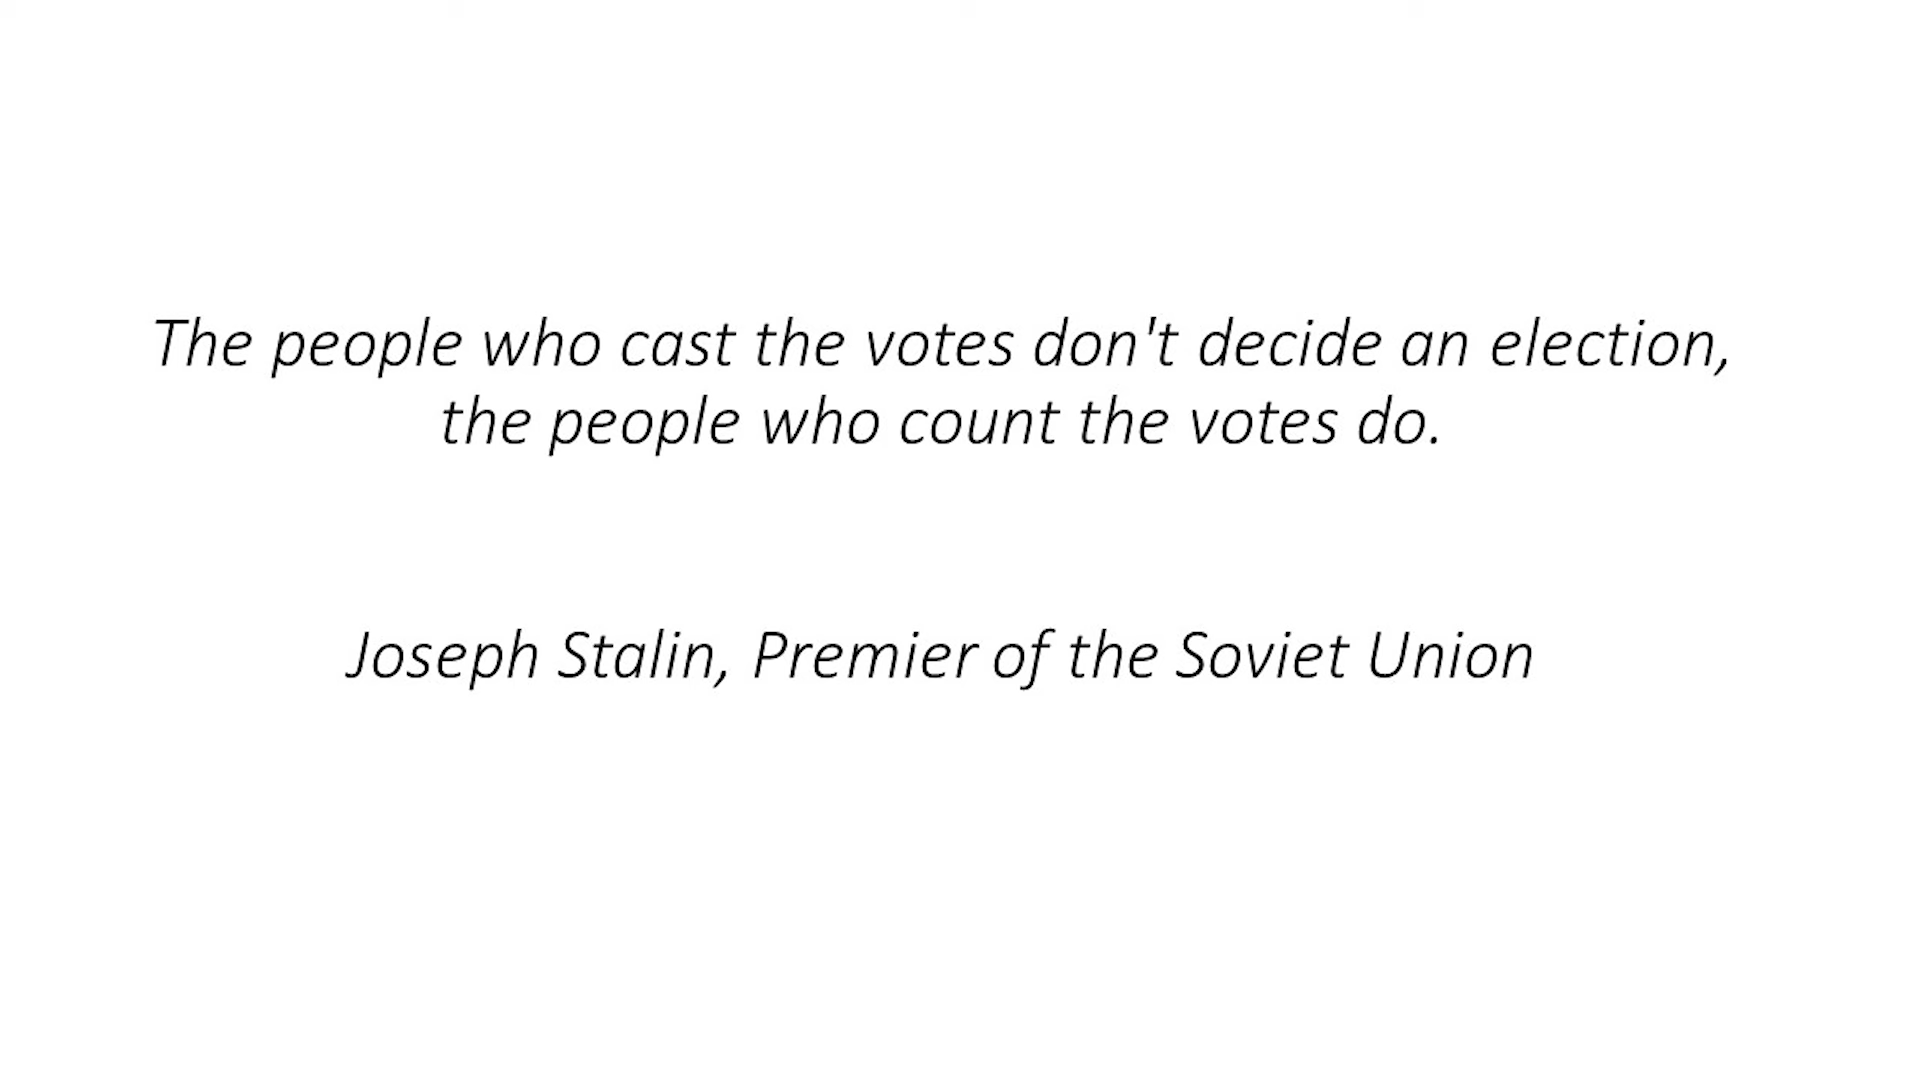 The people who cast the votes don't decide an election,
the people who count the votes do.
Joseph Stalin, Premier of the Soviet Union